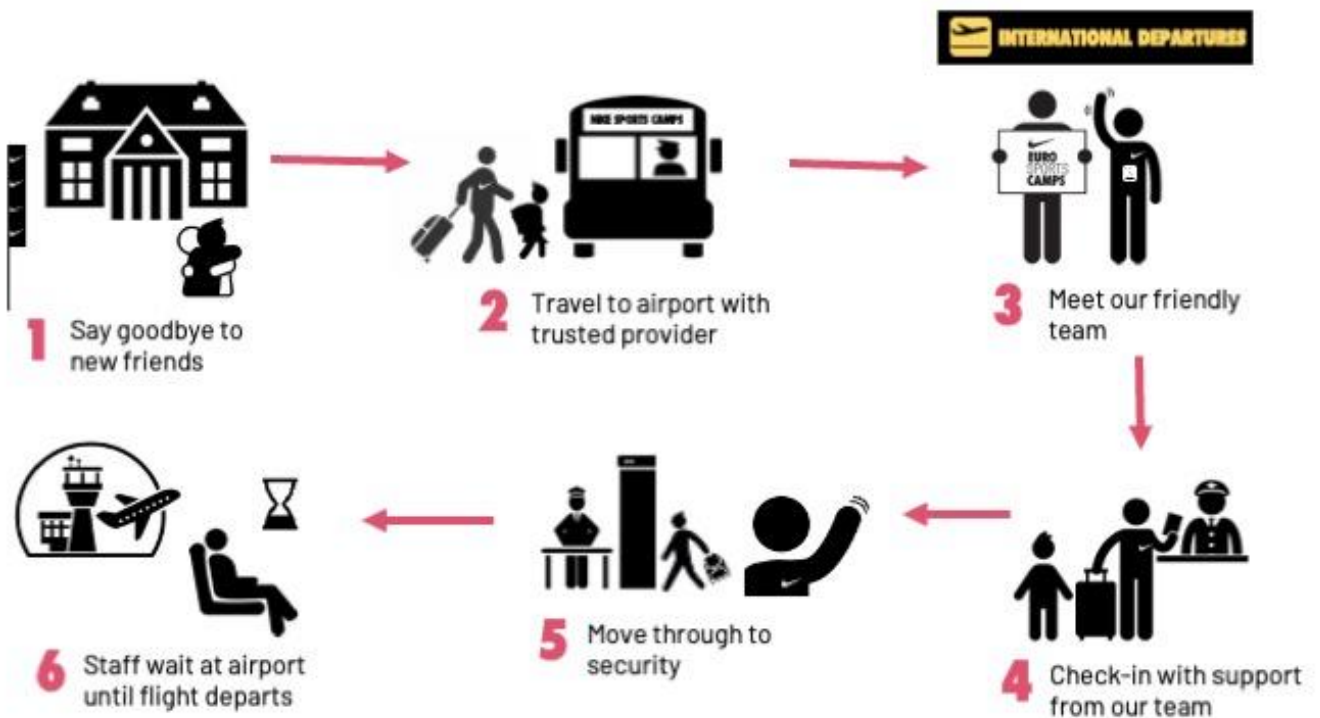 INTERNATIONAL DEPARTURES
NIKE SPORTS CAMPS
EURO
SPORTS
CAMPS
1 Say goodbye to
new friends
2 Travel to airport with
trusted provider
3 Meet our friendly
team
4 Check-in with support
from our team
5 Move through to
security
6 Staff wait at airport
until flight departs